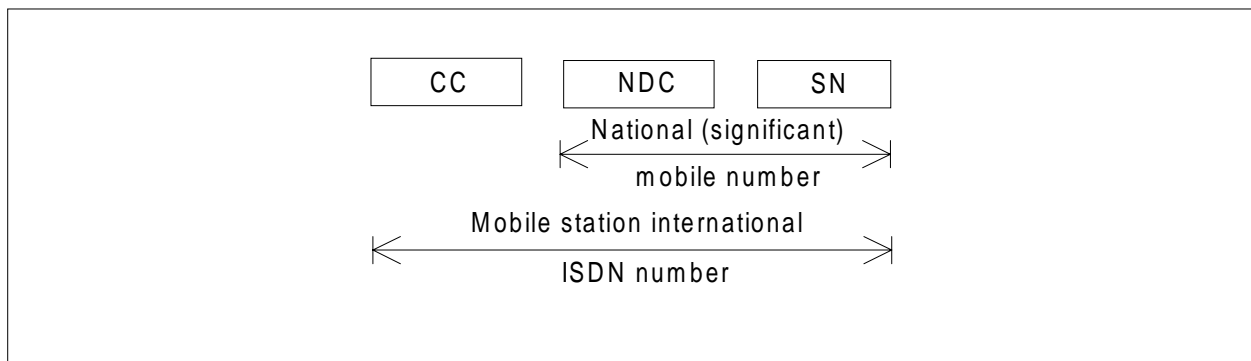 CC NDC SN
National (significant)
mobile number
Mobile station international
ISDN number